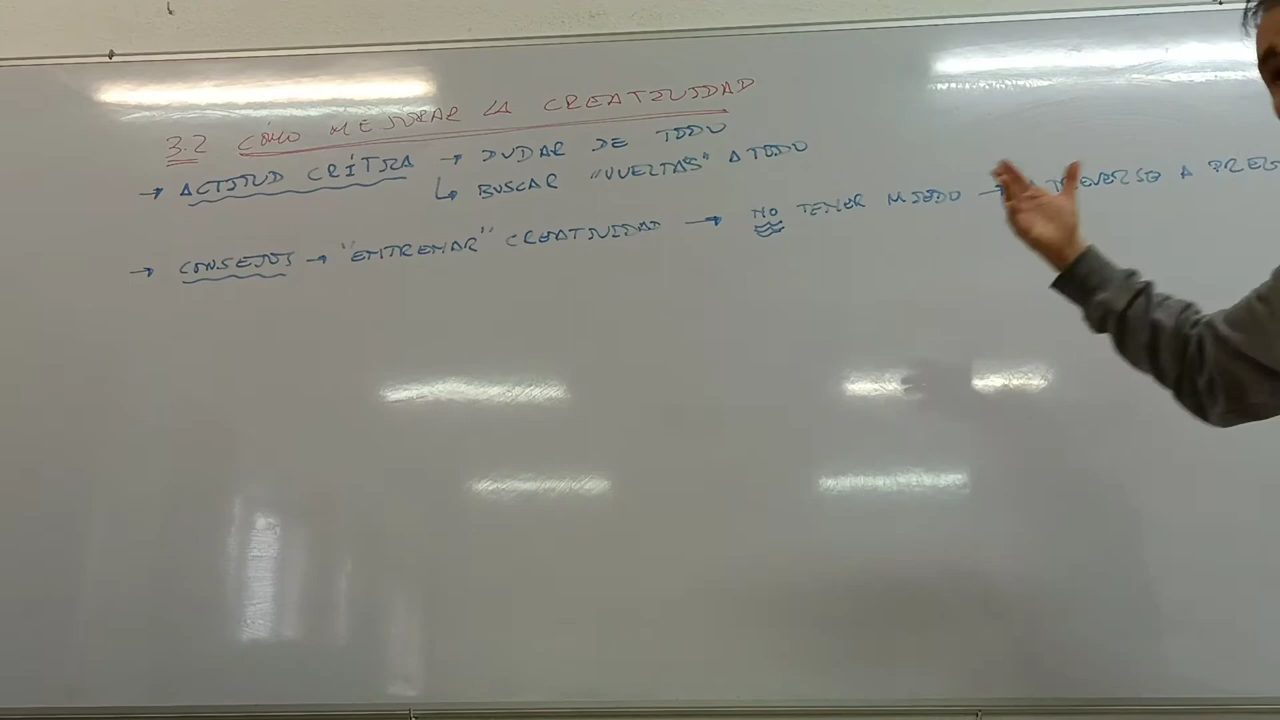 3.2 CÓMO MEJORAR LA CREATIVIDAD
→ ACTITUD CRÍTICA → DUDAR DE TODO
↳ BUSCAR "VUELTAS" A TODO
→ CONSEJOS → "ENTRENAR" CREATIVIDAD → NO TENER MIEDO → A